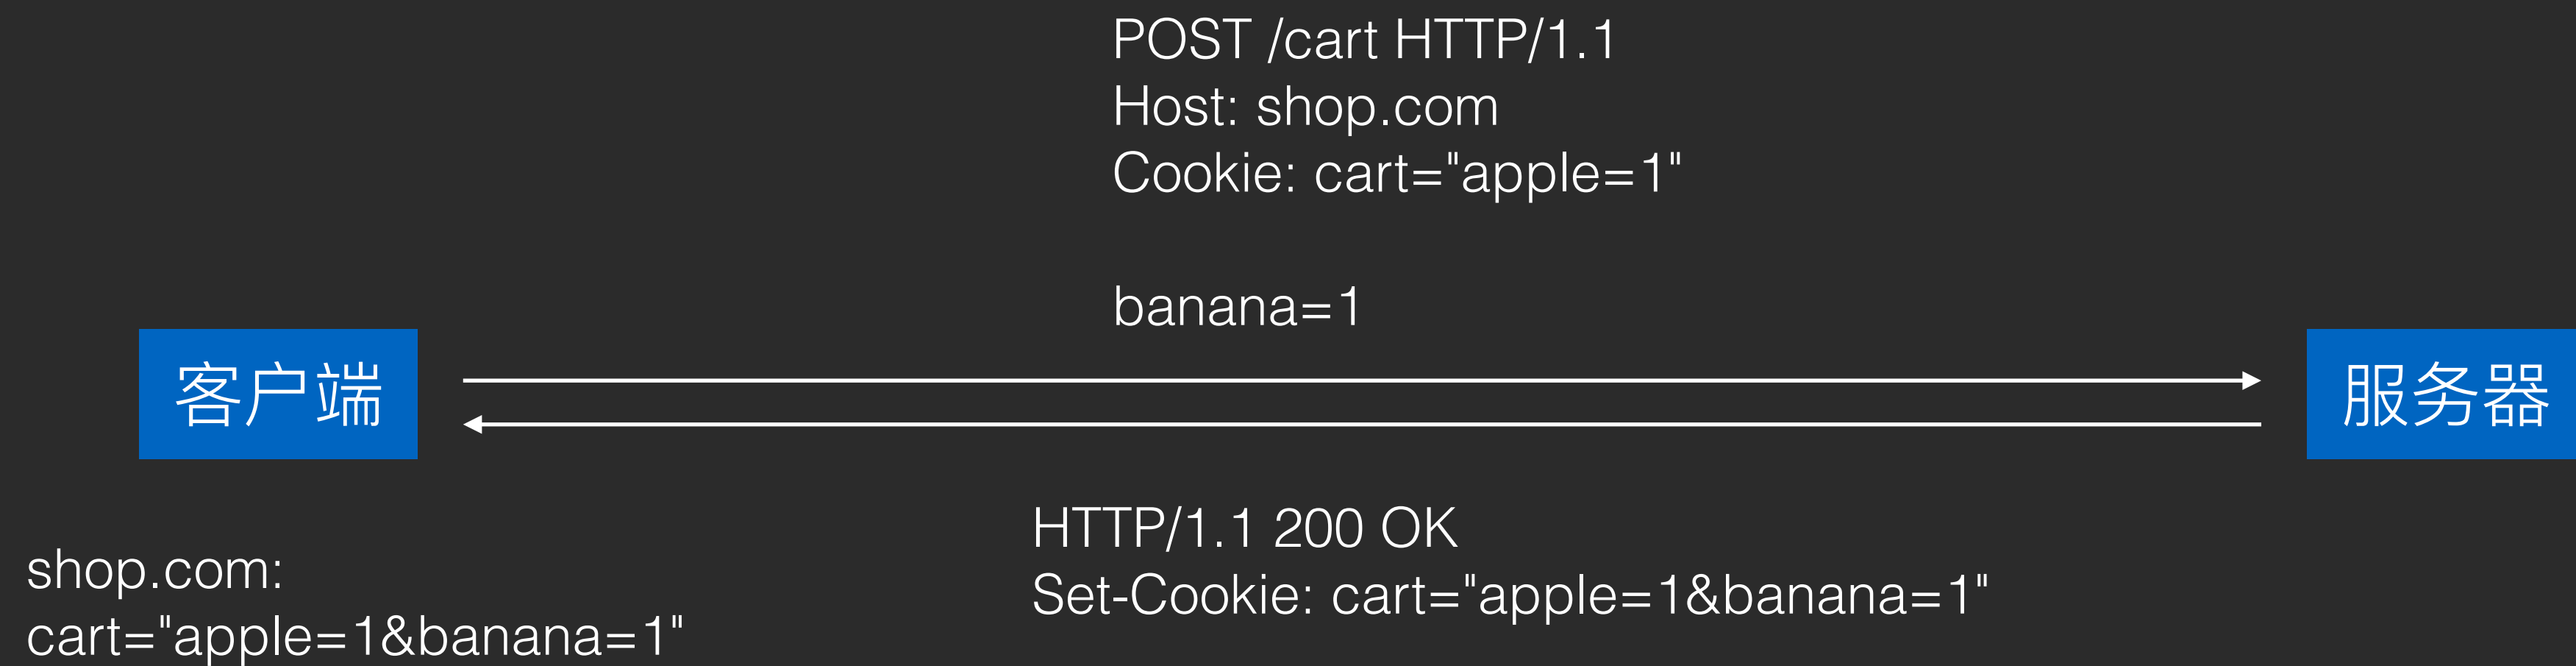 POST /cart HTTP/1.1
Host: shop.com
Cookie: cart="apple=1"
banana=1
客户端
服务器
HTTP/1.1 200 OK
Set-Cookie: cart="apple=1&banana=1"
shop.com:
cart="apple=1&banana=1"